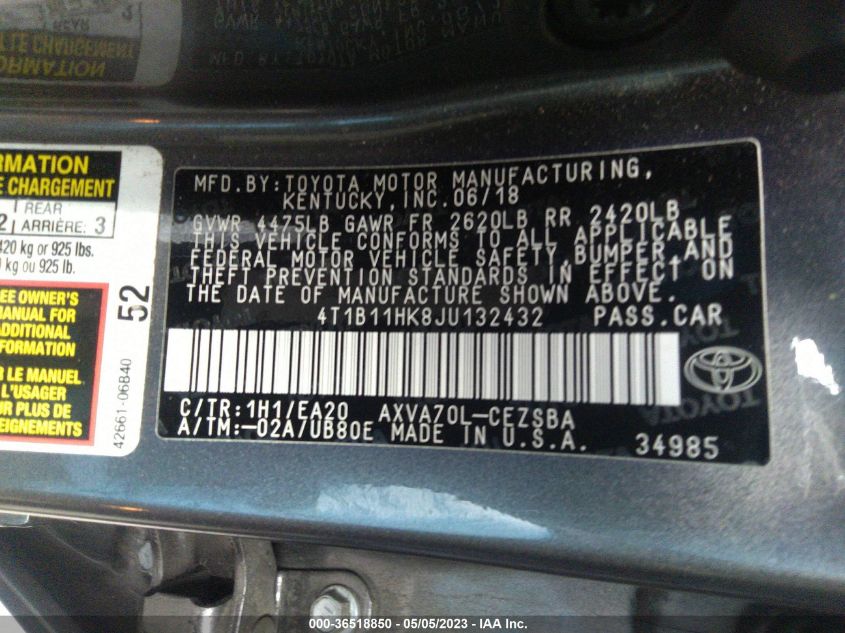 RMATION
E CHARGEMENT
REAR
2 ARRIÈRE: 3
420 kg or 925 lbs.
kg ou 925 lb.
EE OWNER'S
MANUAL FOR
ADDITIONAL
FORMATION
R LE MANUEL
L'USAGER
UR PLUS DE
52
42661-06B40
MFD.BY:TOYOTA MOTOR MANUFACTURING,
KENTUCKY,INC.06/18
GVWR 4475LB GAWR FR 2620LB RR 2420LB
THIS VEHICLE CONFORMS TO ALL APPLICABLE
FEDERAL MOTOR VEHICLE SAFETY,BUMPER,AND
THEFT PREVENTION STANDARDS IN EFFECT ON
THE DATE OF MANUFACTURE SHOWN ABOVE.
4T1B11HK8JU132432 PASS.CAR
C/TR:1H1/EA20 AXVA70L-CEZSBA
A/TM:-02A/UB80E MADE IN U.S.A. 34985
TOYOTA
000-36518850 - 05/05/2023 - IAA Inc.